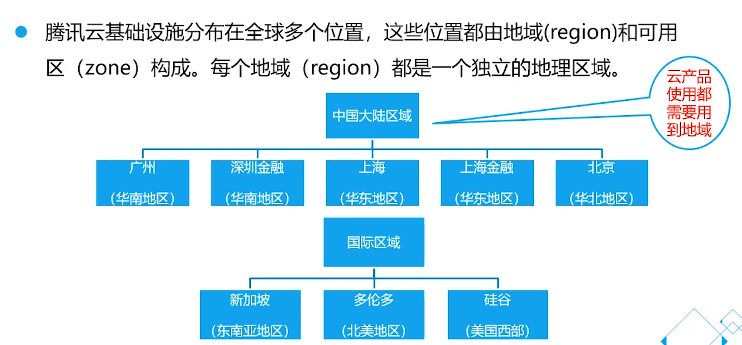 腾讯云基础设施分布在全球多个位置，这些位置都由地域(region)和可用
区（zone）构成。每个地域（region）都是一个独立的地理区域。
云产品
使用都
需要用
到地域
中国大陆区域
广州
（华南地区）
深圳金融
（华南地区）
上海
（华东地区）
上海金融
（华东地区）
北京
（华北地区）
国际区域
新加坡
（东南亚地区）
多伦多
（北美地区）
硅谷
（美国西部）